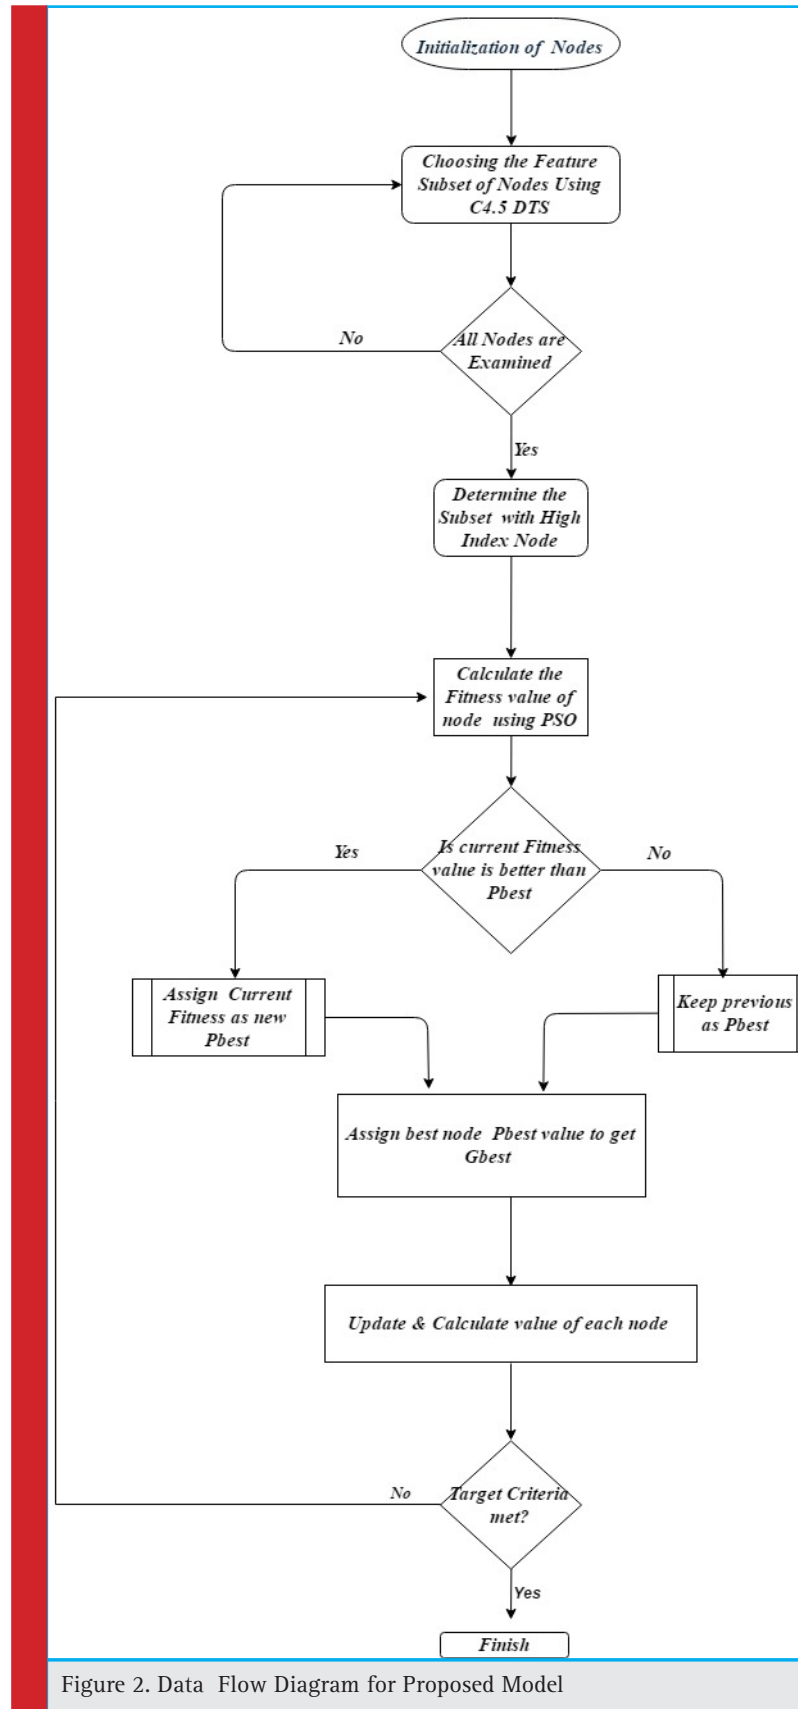 Initialization of Nodes
Choosing the Feature
Subset of Nodes Using
C4.5 DTS
No
All Nodes are
Examined
Yes
Determine the
Subset with High
Index Node
Calculate the
Fitness value of
node using PSO
Is current Fitness
value is better than
Pbest
Yes
No
Assign Current
Fitness as new
Pbest
Keep previous
as Pbest
Assign best node Pbest value to get
Gbest
Update & Calculate value of each node
No
Target Criteria
met?
Yes
Finish
Figure 2. Data Flow Diagram for Proposed Model